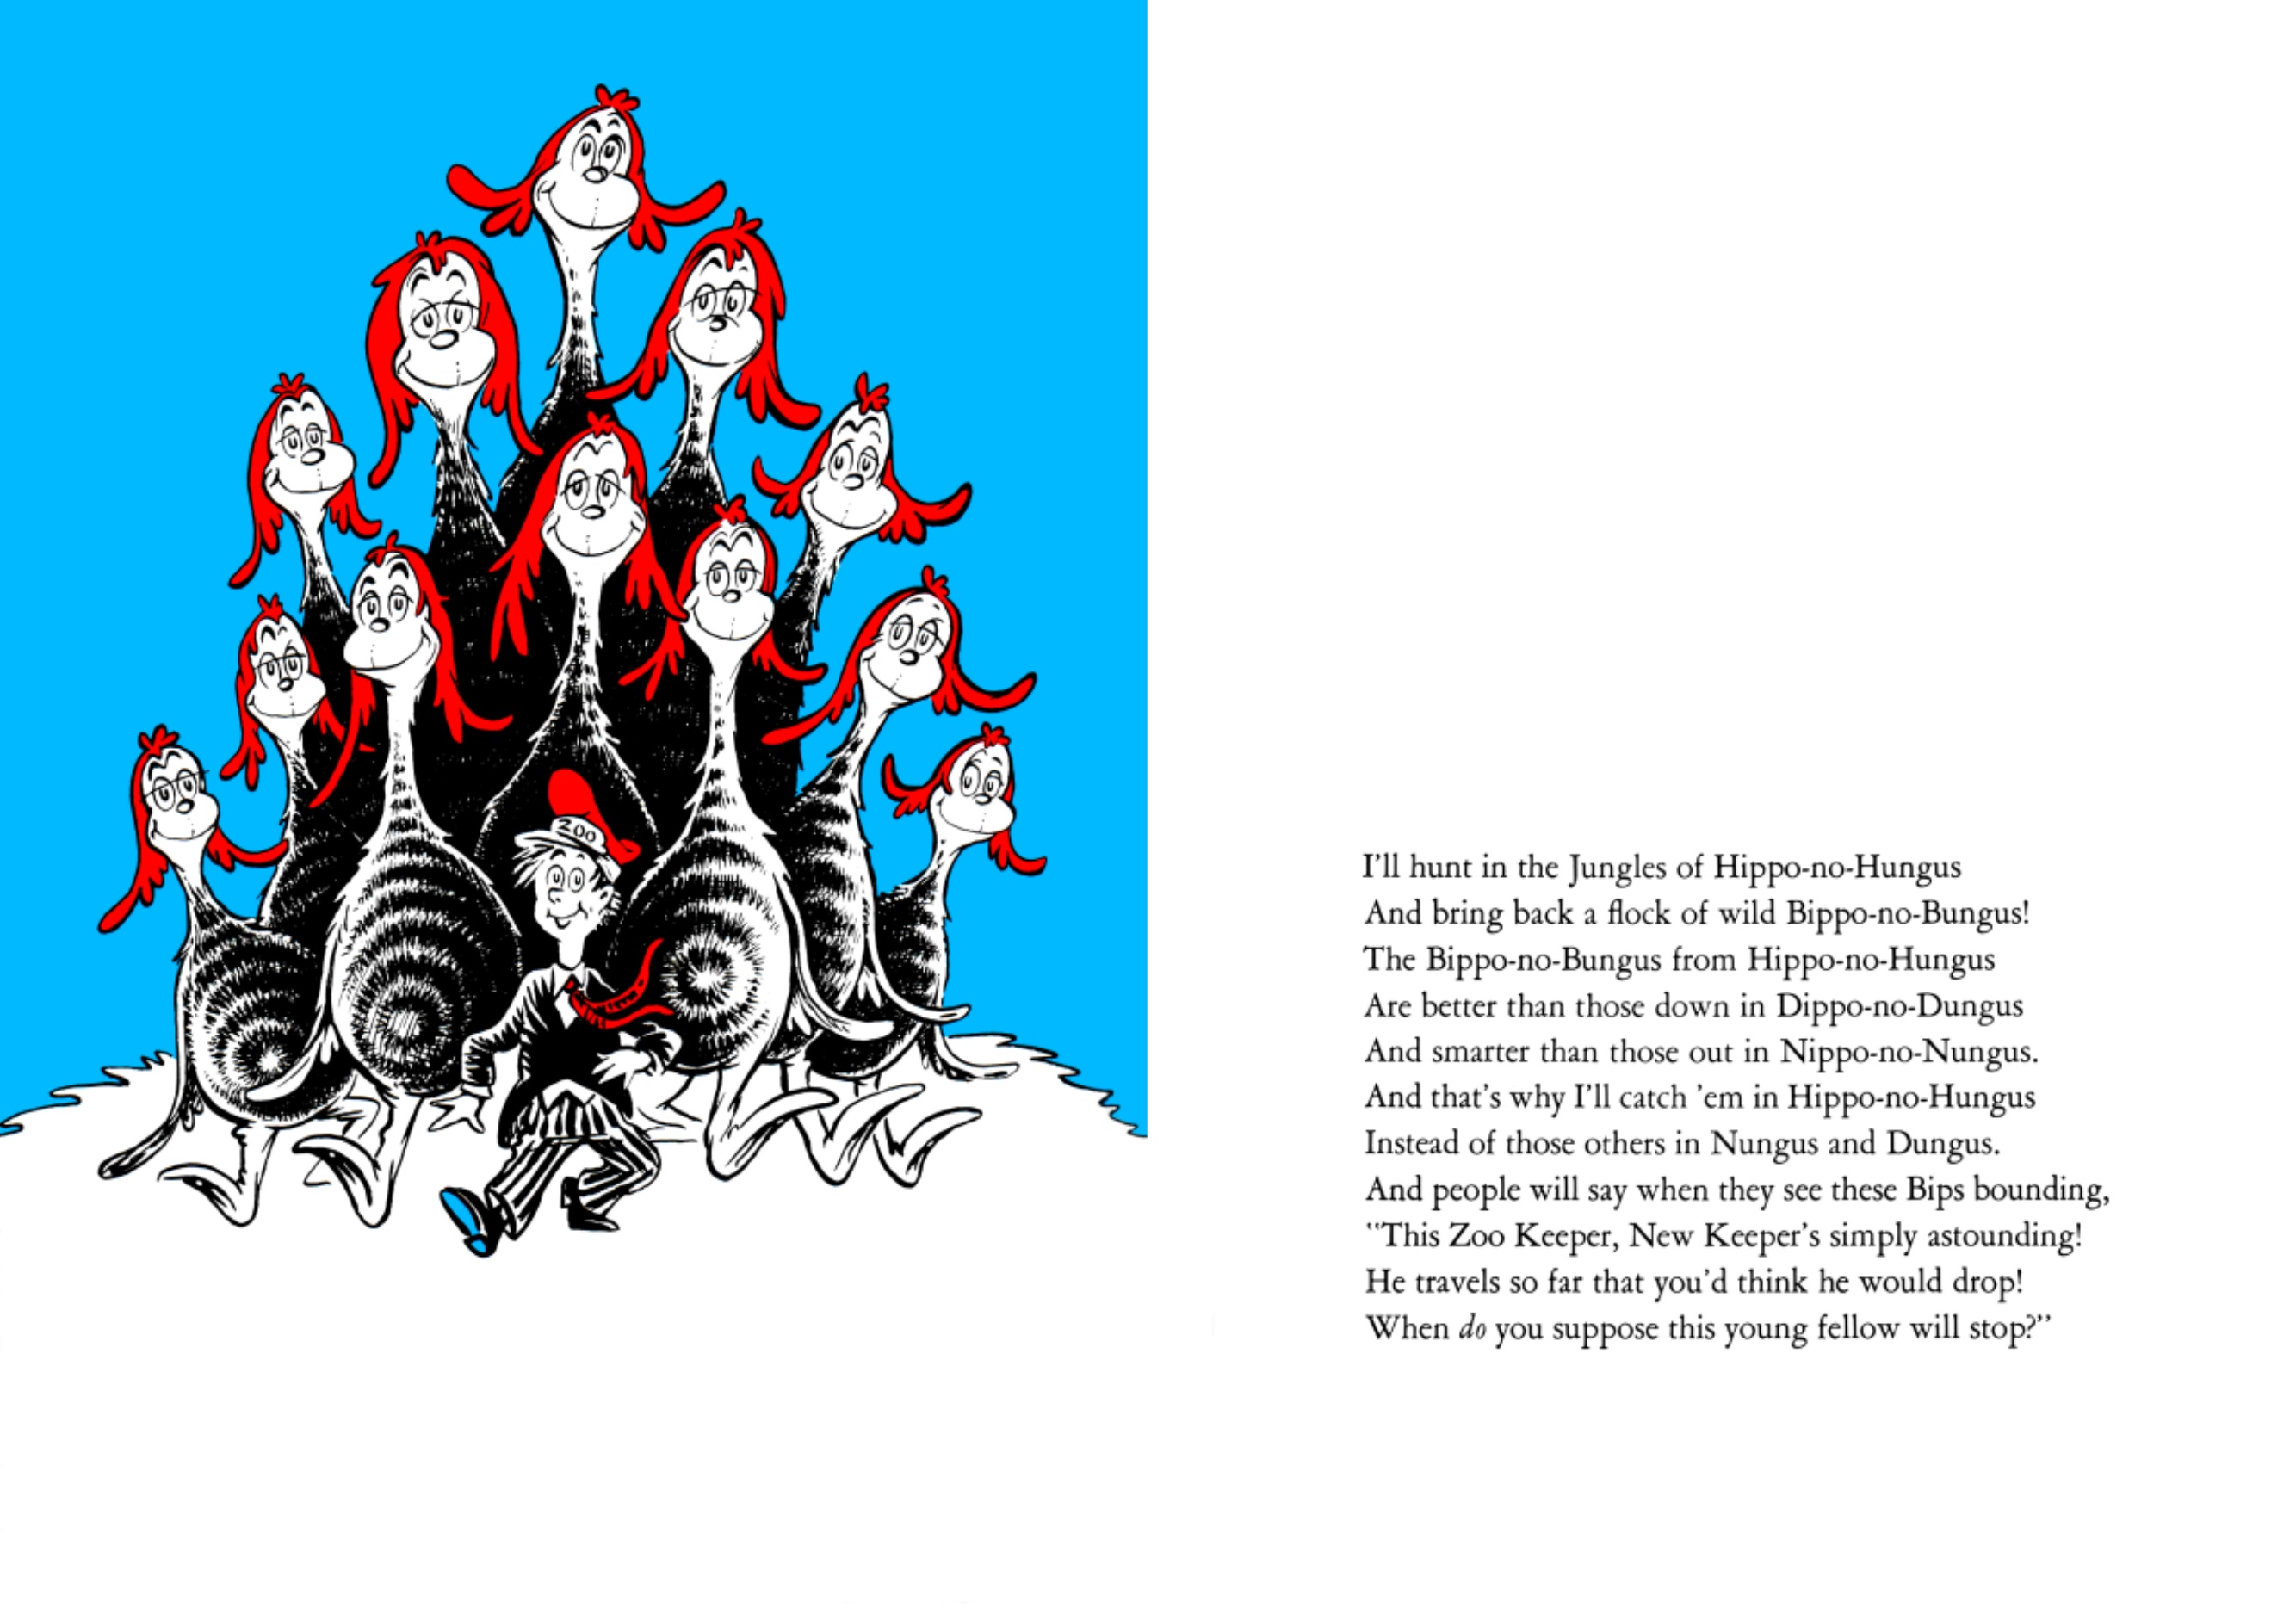 ZOO
I'll hunt in the Jungles of Hippo-no-Hungus
And bring back a flock of wild Bippo-no-Bungus!
The Bippo-no-Bungus from Hippo-no-Hungus
Are better than those down in Dippo-no-Dungus
And smarter than those out in Nippo-no-Nungus.
And that's why I'll catch 'em in Hippo-no-Hungus
Instead of those others in Nungus and Dungus.
And people will say when they see these Bips bounding,
"This Zoo Keeper, New Keeper's simply astounding!
He travels so far that you'd think he would drop!
When do you suppose this young fellow will stop?"